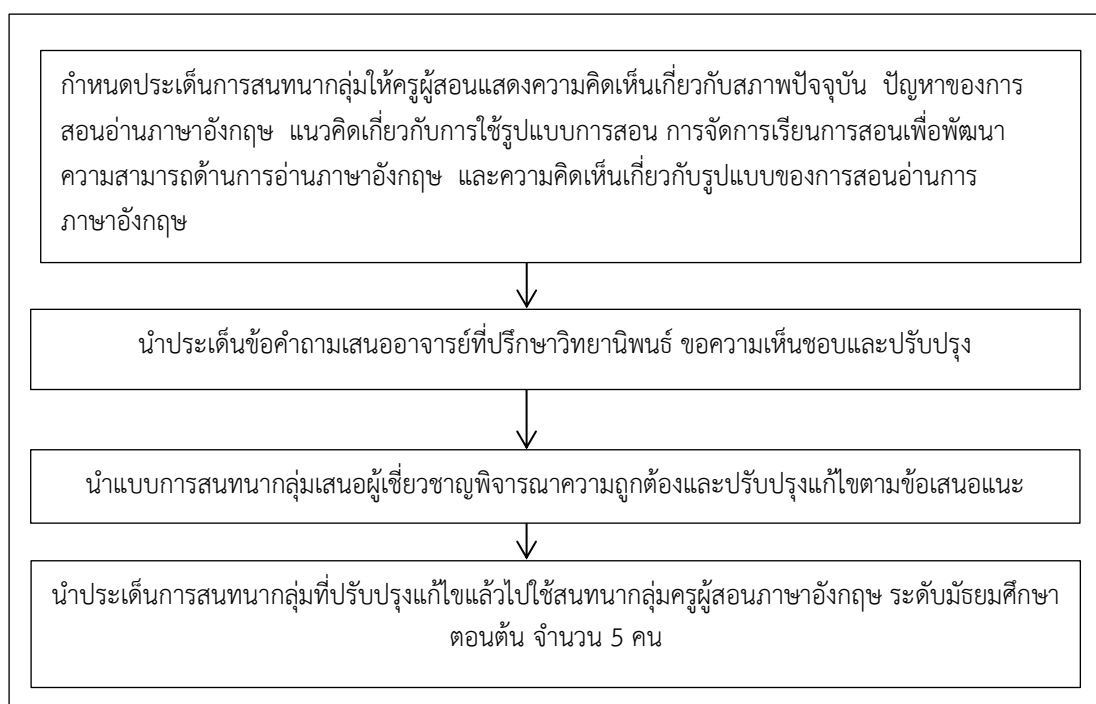 กำหนดประเด็นการสนทนากลุ่มให้ครูผู้สอนแสดงความคิดเห็นเกี่ยวกับสภาพปัจจุบัน ปัญหาของการ
สอนอ่านภาษาอังกฤษ แนวคิดเกี่ยวกับการใช้รูปแบบการสอน การจัดการเรียนการสอนเพื่อพัฒนา
ความสามารถด้านการอ่านภาษาอังกฤษ และความคิดเห็นเกี่ยวกับรูปแบบของการสอนอ่านการ
ภาษาอังกฤษ
นำประเด็นข้อคำถามเสนออาจารย์ที่ปรึกษาวิทยานิพนธ์ ขอความเห็นชอบและปรับปรุง
นำแบบการสนทนากลุ่มเสนอผู้เชี่ยวชาญพิจารณาความถูกต้องและปรับปรุงแก้ไขตามข้อเสนอแนะ
นำประเด็นการสนทนากลุ่มที่ปรับปรุงแก้ไขแล้วไปใช้สนทนากลุ่มครูผู้สอนภาษาอังกฤษ ระดับมัธยมศึกษา
ตอนต้น จำนวน 5 คน